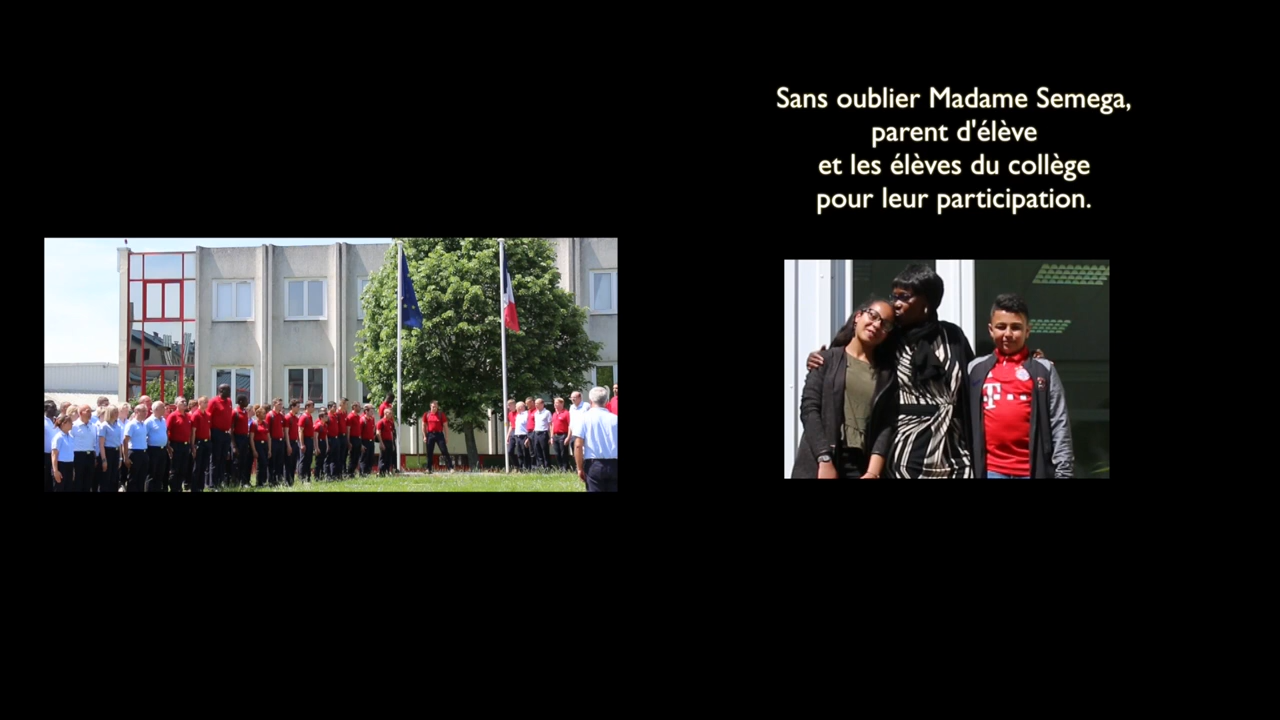 Sans oublier Madame Semega,
parent d'élève
et les élèves du collège
pour leur participation.
T